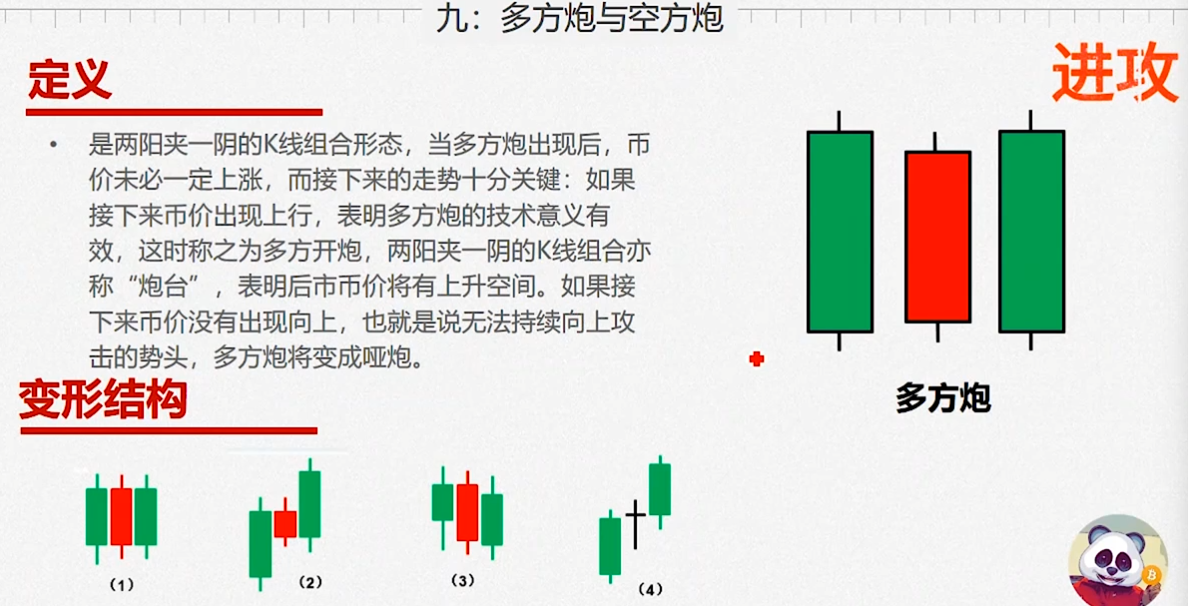 九：多方炮与空方炮
进攻
定义
• 是两阳夹一阴的K线组合形态，当多方炮出现后，币
价未必一定上涨，而接下来的走势十分关键：如果
接下来币价出现上行，表明多方炮的技术意义有
效，这时称之为多方开炮，两阳夹一阴的K线组合亦
称“炮台”，表明后市币价将有上升空间。如果接
下来币价没有出现向上，也就是说无法持续向上攻
击的势头，多方炮将变成哑炮。
多方炮
变形结构
（1）
（2）
（3）
（4）